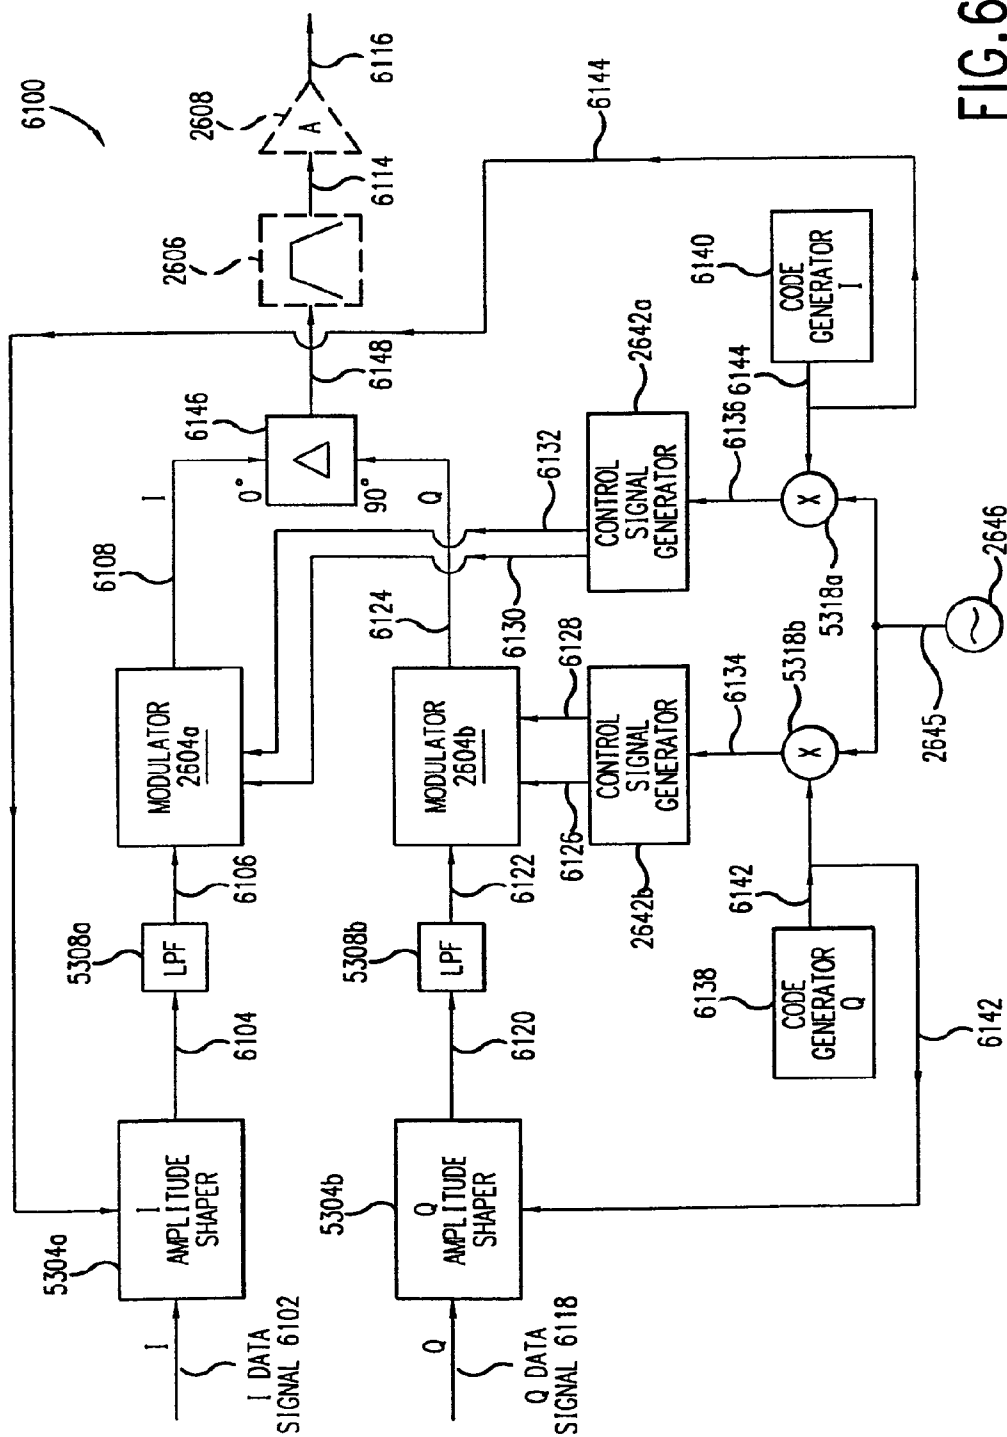 6100
I DATA
SIGNAL 6102
I
5304a
I
AMPLITUDE
SHAPER
6104
5308a
LPF
6106
MODULATOR
2604a
6108
I
0°
6146
90°
6148
2606
6114
2608
A
6116
Q DATA
SIGNAL 6118
Q
5304b
Q
AMPLITUDE
SHAPER
6120
5308b
LPF
6122
MODULATOR
2604b
6124
Q
6126
6128
6130
6132
CONTROL
SIGNAL
GENERATOR
2642b
CONTROL
SIGNAL
GENERATOR
2642a
6134
6136
6144
6144
6138
CODE
GENERATOR
Q
6142
6142
X
5318b
X
5318a
6140
CODE
GENERATOR
I
2645
2646
FIG.6